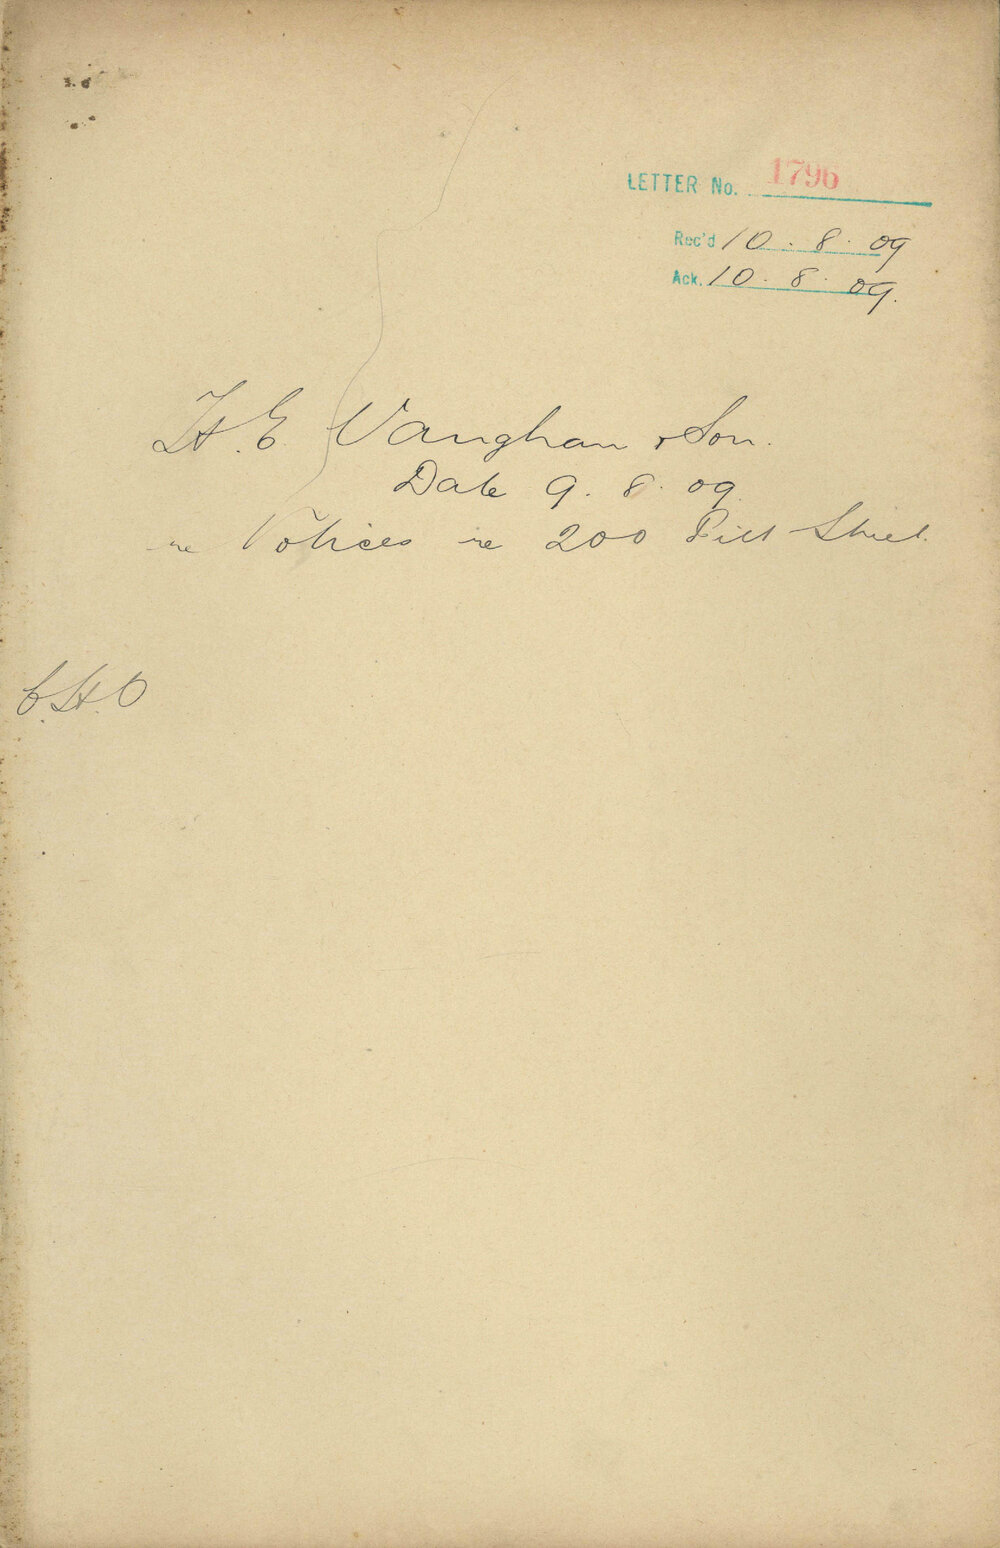 LETTER No. 1796
Rec'd 10. 8. 09
Ack. 10. 8. 09.
H. E. Vaughan & Son.
Date 9. 8. 09
re Notices re 200 Pitt Street.
C.H.O